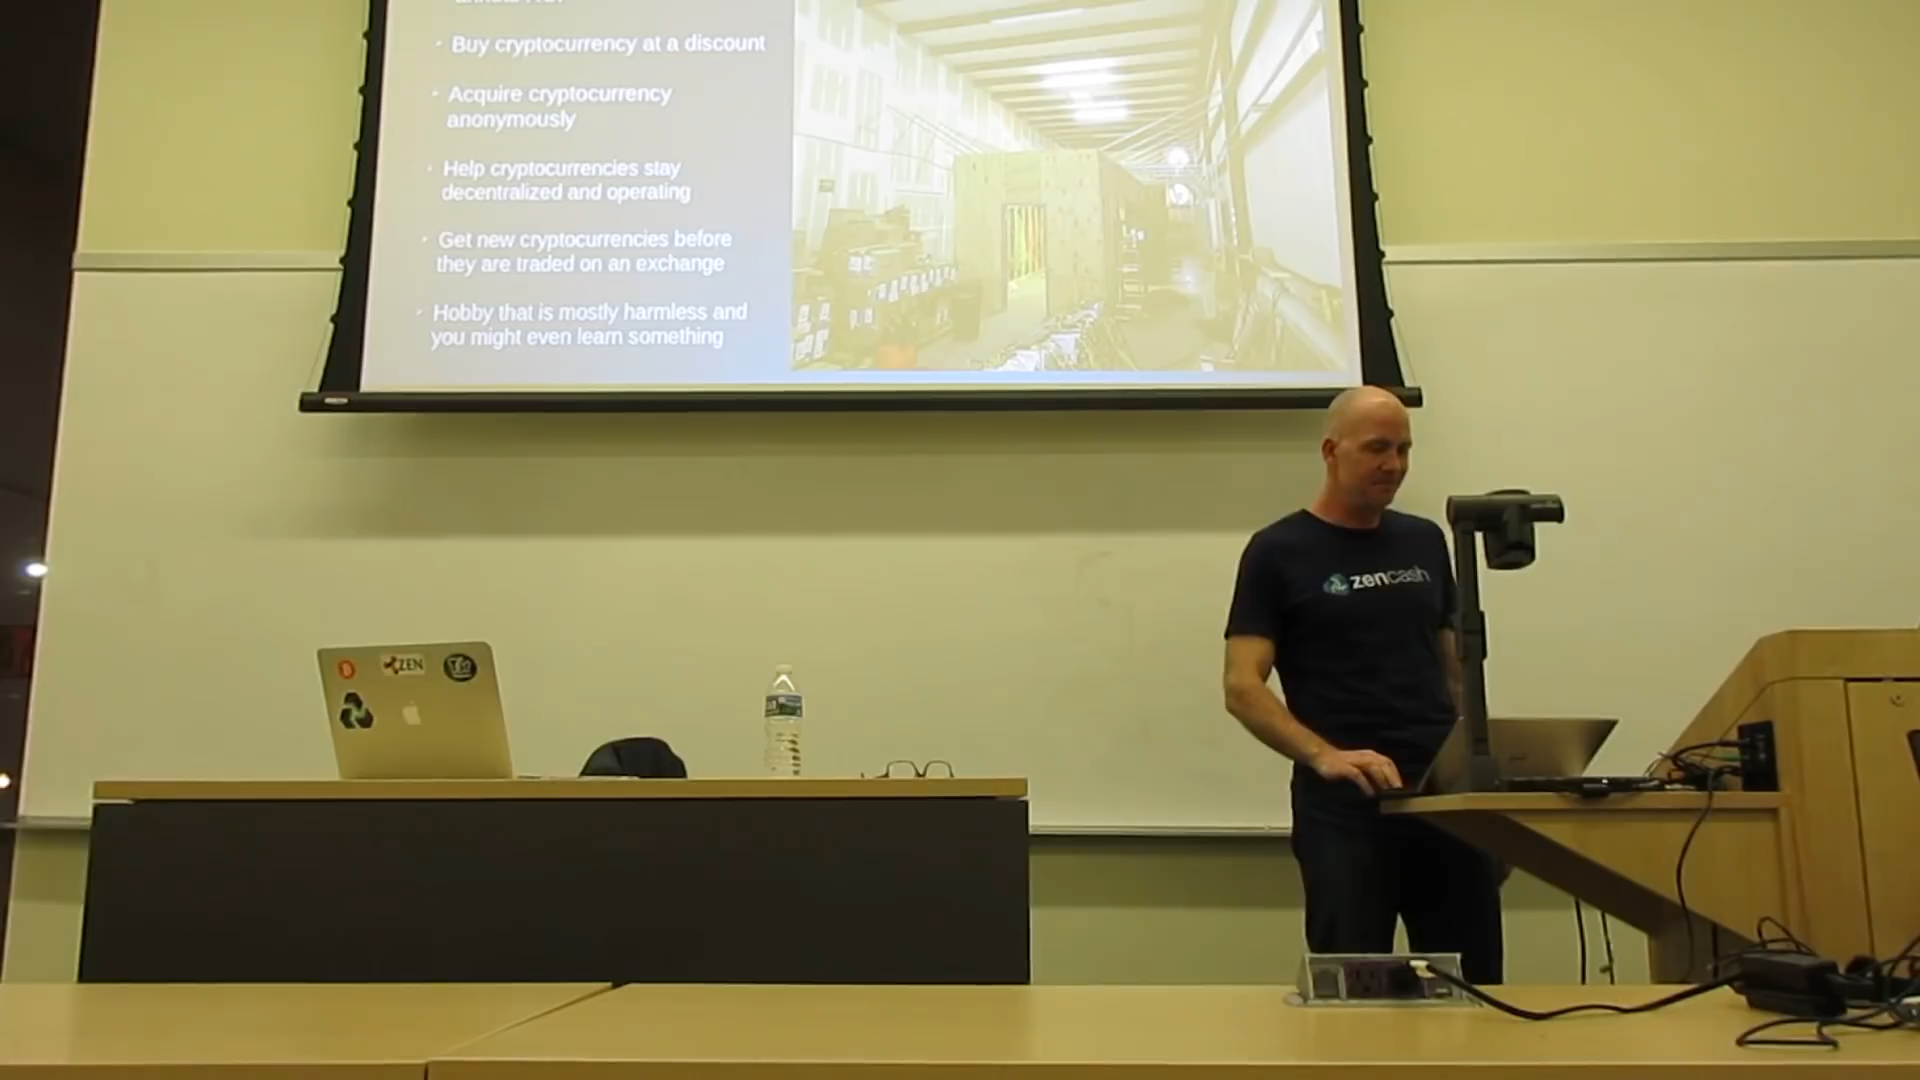 · Buy cryptocurrency at a discount
· Acquire cryptocurrency
anonymously
· Help cryptocurrencies stay
decentralized and operating
· Get new cryptocurrencies before
they are traded on an exchange
· Hobby that is mostly harmless and
you might even learn something
zencash
ZEN